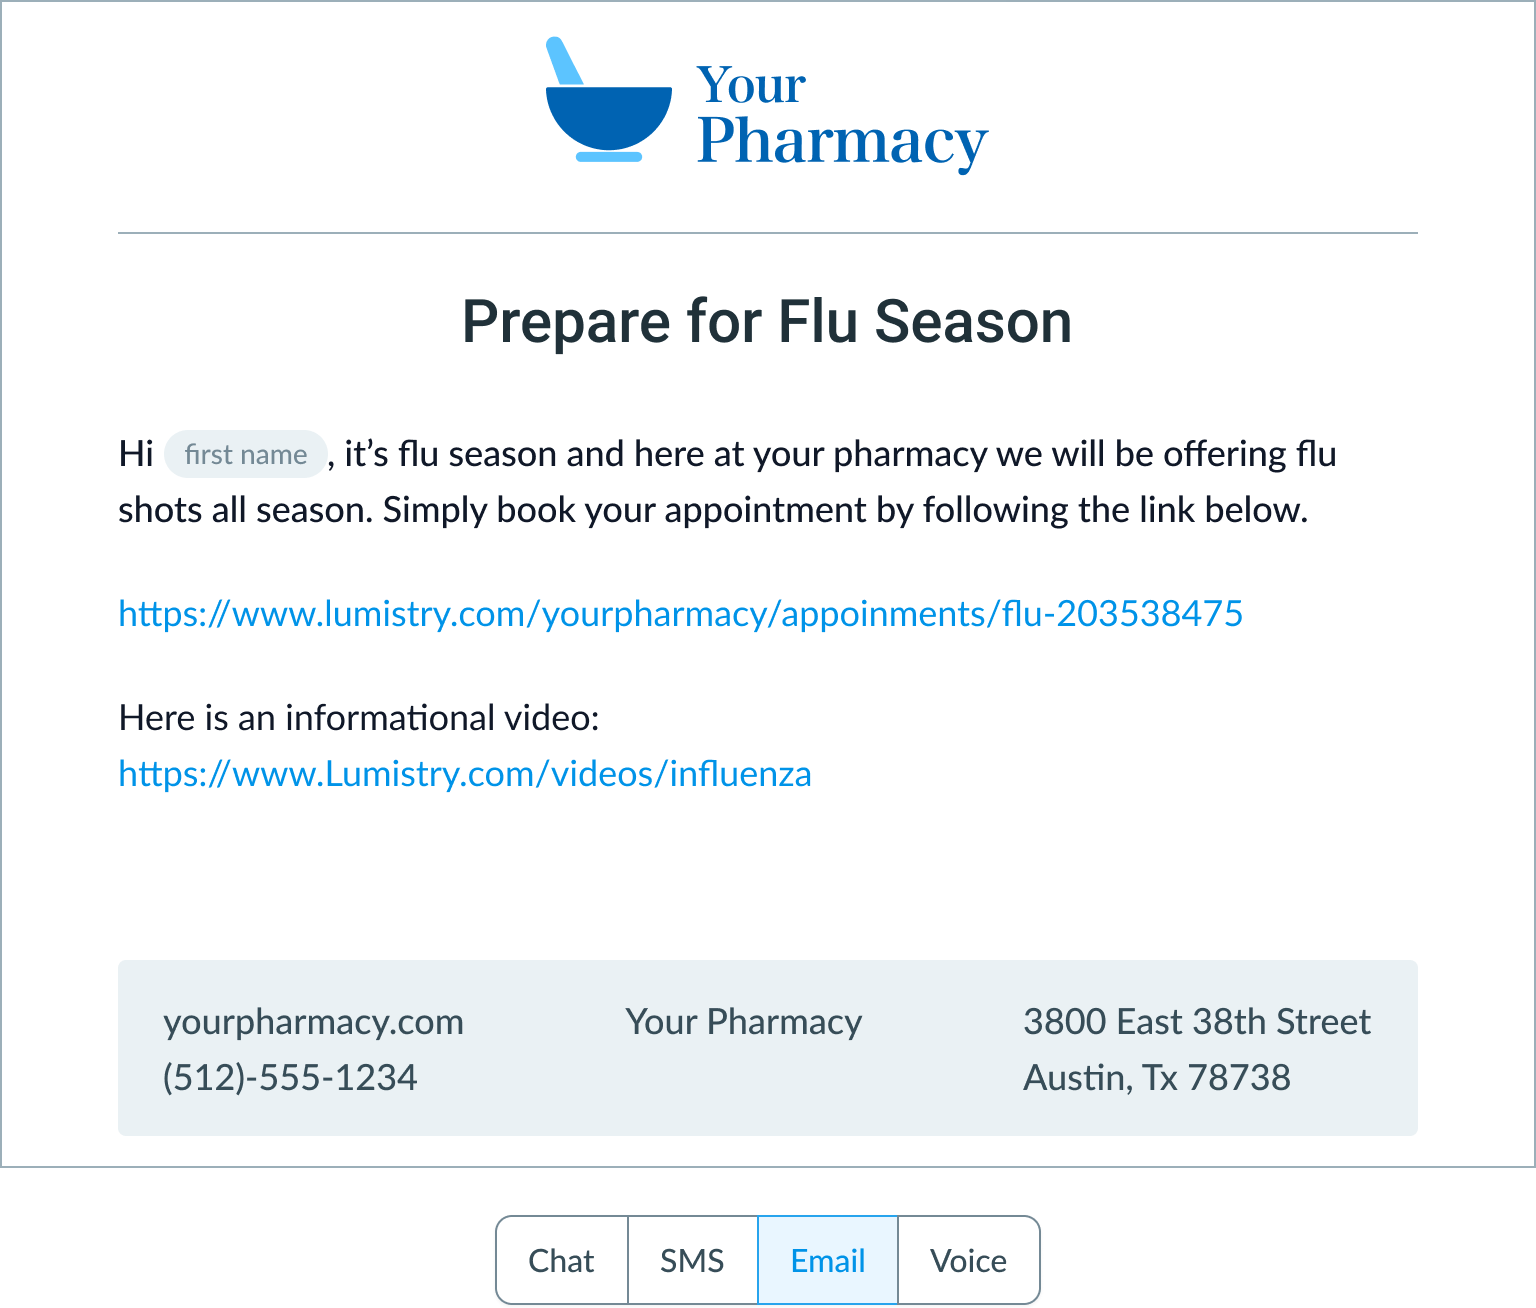 Your
Pharmacy
Prepare for Flu Season
Hi first name, it’s flu season and here at your pharmacy we will be offering flu
shots all season. Simply book your appointment by following the link below.
https://www.lumistry.com/yourpharmacy/appoinments/flu-203538475
Here is an informational video:
https://www.Lumistry.com/videos/influenza
yourpharmacy.com
(512)-555-1234
Your Pharmacy
3800 East 38th Street
Austin, Tx 78738
Chat
SMS
Email
Voice